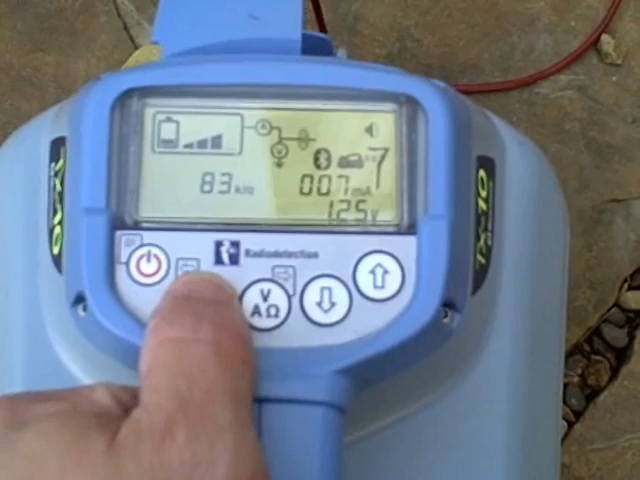 83 kHz
007 mA
125 V
Radiodetection
V
AΩ
TX-10